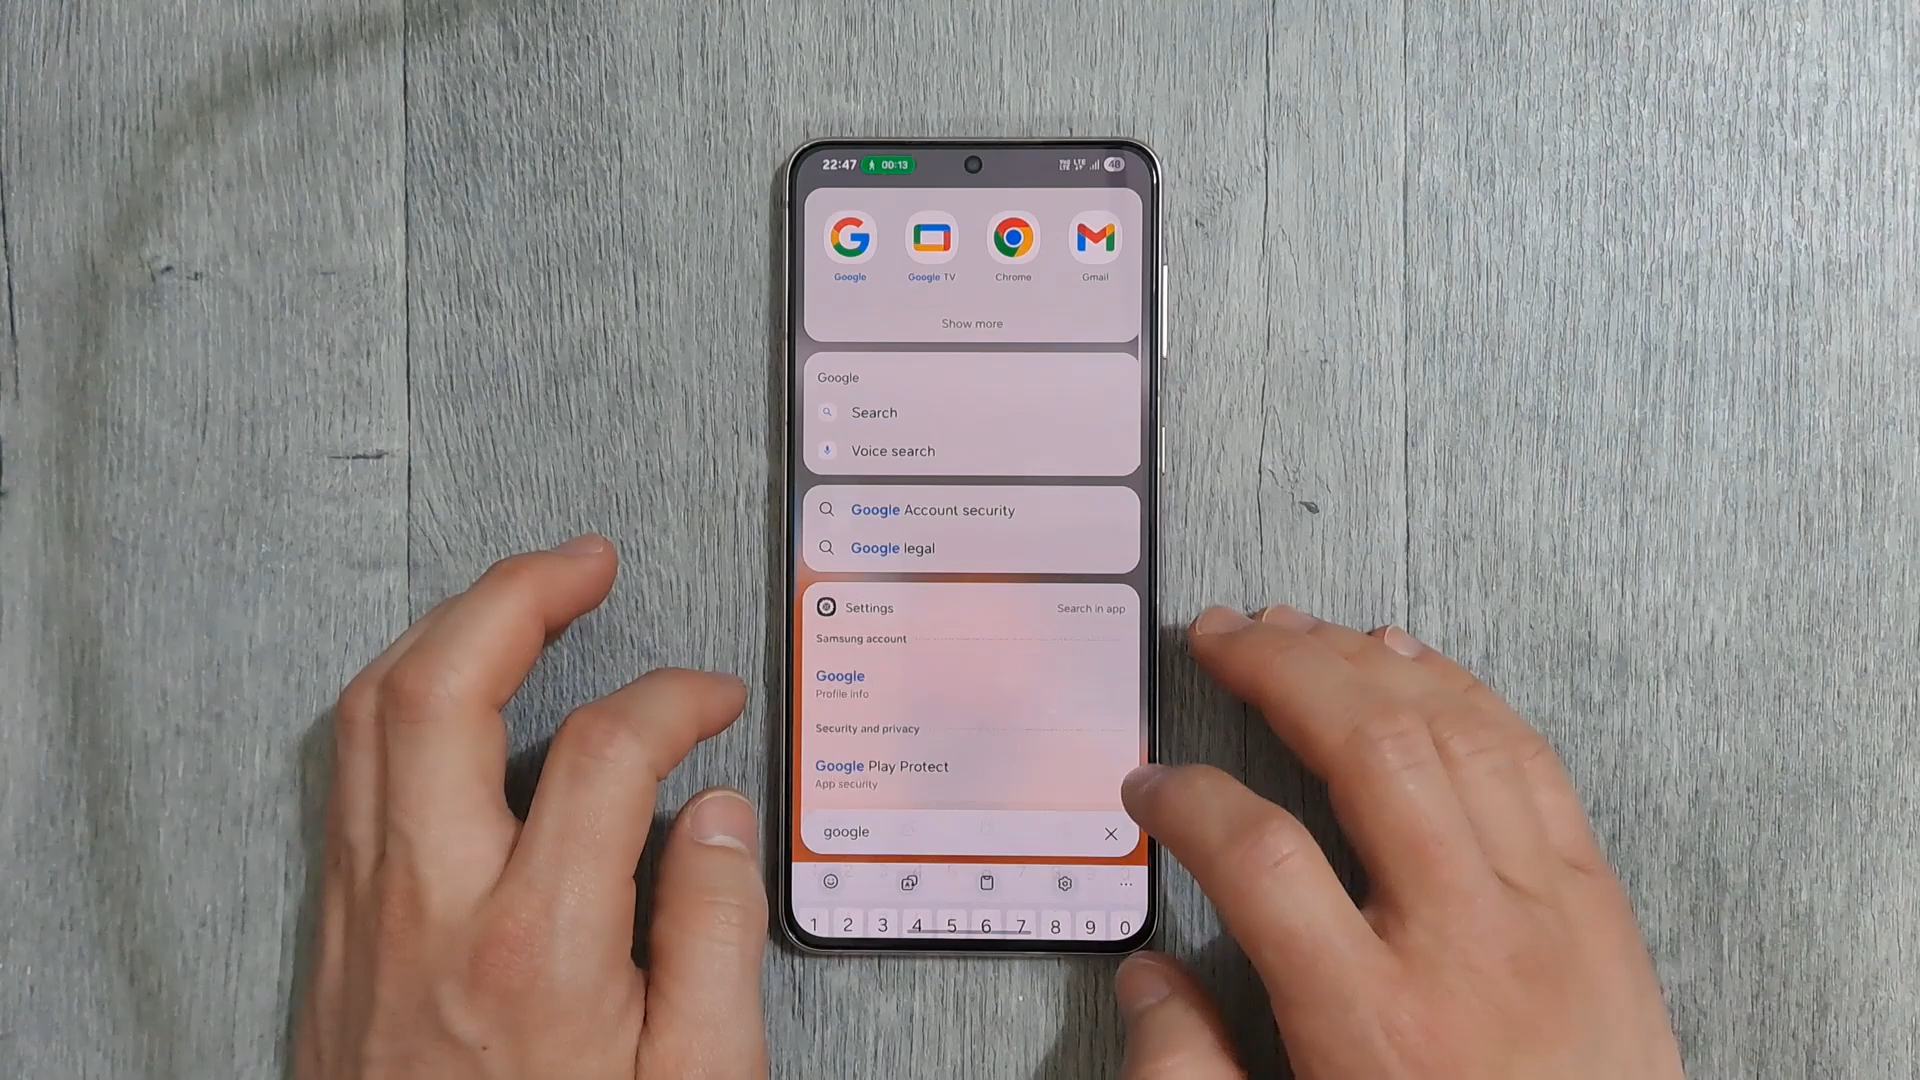 22:47 00:13 48
Google Google TV Chrome Gmail
Show more
Google
Search
Voice search
Google Account security
Google legal
Settings Search in app
Samsung account
Google
Profile info
Security and privacy
Google Play Protect
App security
google
1 2 3 4 5 6 7 8 9 0